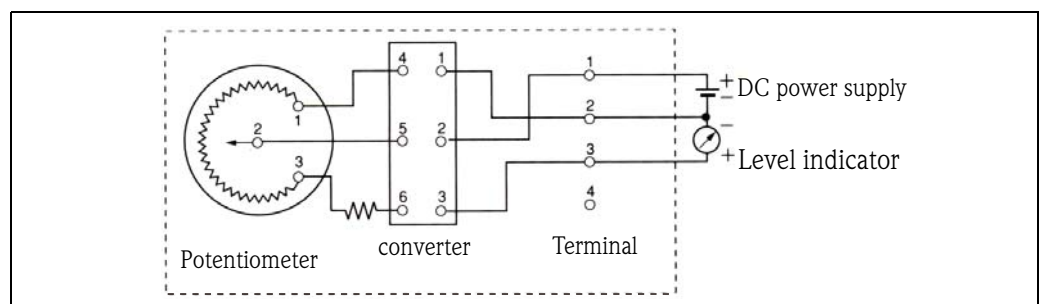 4 1 1
+ DC power supply
−
1 2
−
2 5 2
3
+ Level indicator
3
4
6 3
Potentiometer converter Terminal